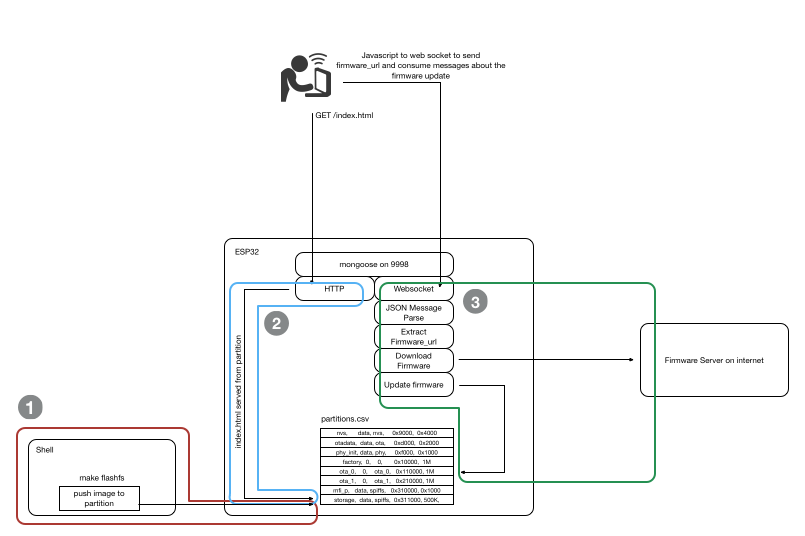 Javascript to web socket to send
firmware_url and consume messages about the
firmware update
GET /index.html
ESP32
mongoose on 9998
HTTP
Websocket
3
JSON Message
Parse
2
Extract
Firmware_url
Download
Firmware
Firmware Server on internet
Update firmware
index.html served from partition
1
partitions.csv
nvs, data, nvs, 0x9000, 0x4000
otadata, data, ota, 0xd000, 0x2000
phy_init, data, phy, 0xf000, 0x1000
factory, 0, 0, 0x10000, 1M
ota_0, 0, ota_0, 0x110000, 1M
ota_1, 0, ota_1, 0x210000, 1M
mfi_p, data, spiffs, 0x310000, 0x1000
storage, data, spiffs, 0x311000, 500K,
Shell
make flashfs
push image to
partition